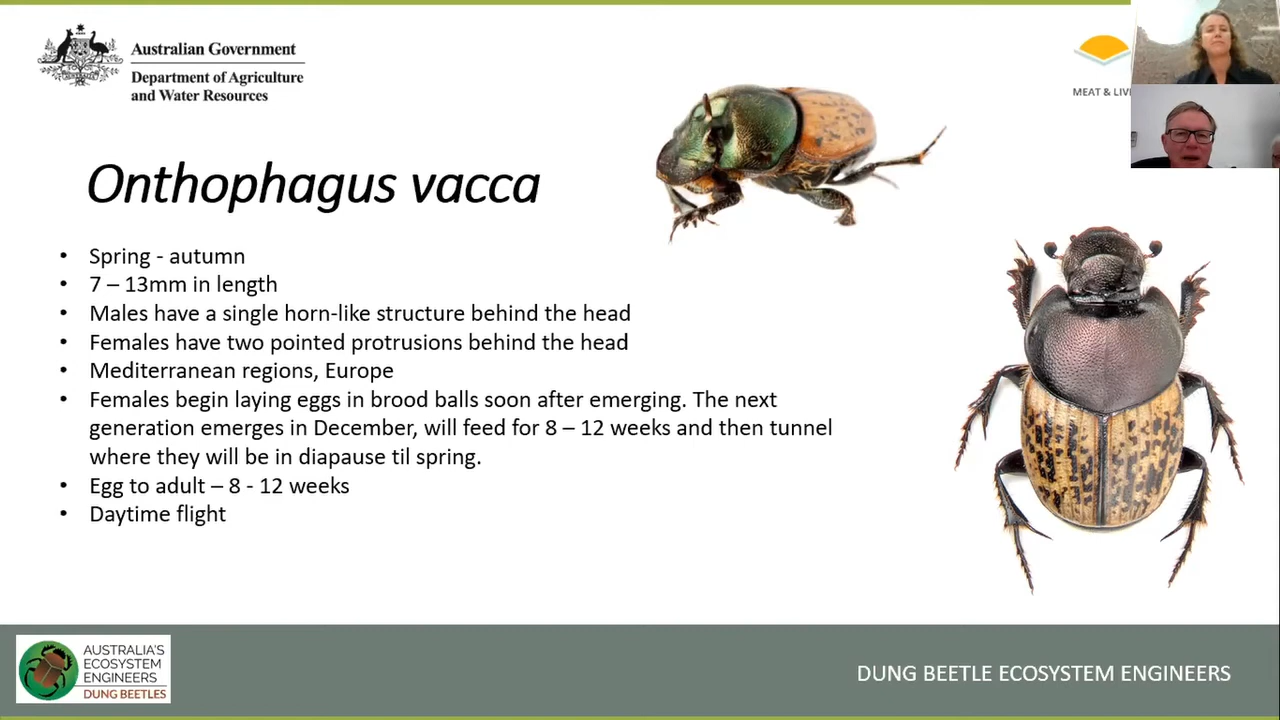 Australian Government
Department of Agriculture
and Water Resources
MEAT & LIV
Onthophagus vacca
• Spring - autumn
• 7 – 13mm in length
• Males have a single horn-like structure behind the head
• Females have two pointed protrusions behind the head
• Mediterranean regions, Europe
• Females begin laying eggs in brood balls soon after emerging. The next
generation emerges in December, will feed for 8 – 12 weeks and then tunnel
where they will be in diapause til spring.
• Egg to adult – 8 - 12 weeks
• Daytime flight
AUSTRALIA'S
ECOSYSTEM
ENGINEERS
DUNG BEETLES
DUNG BEETLE ECOSYSTEM ENGINEERS